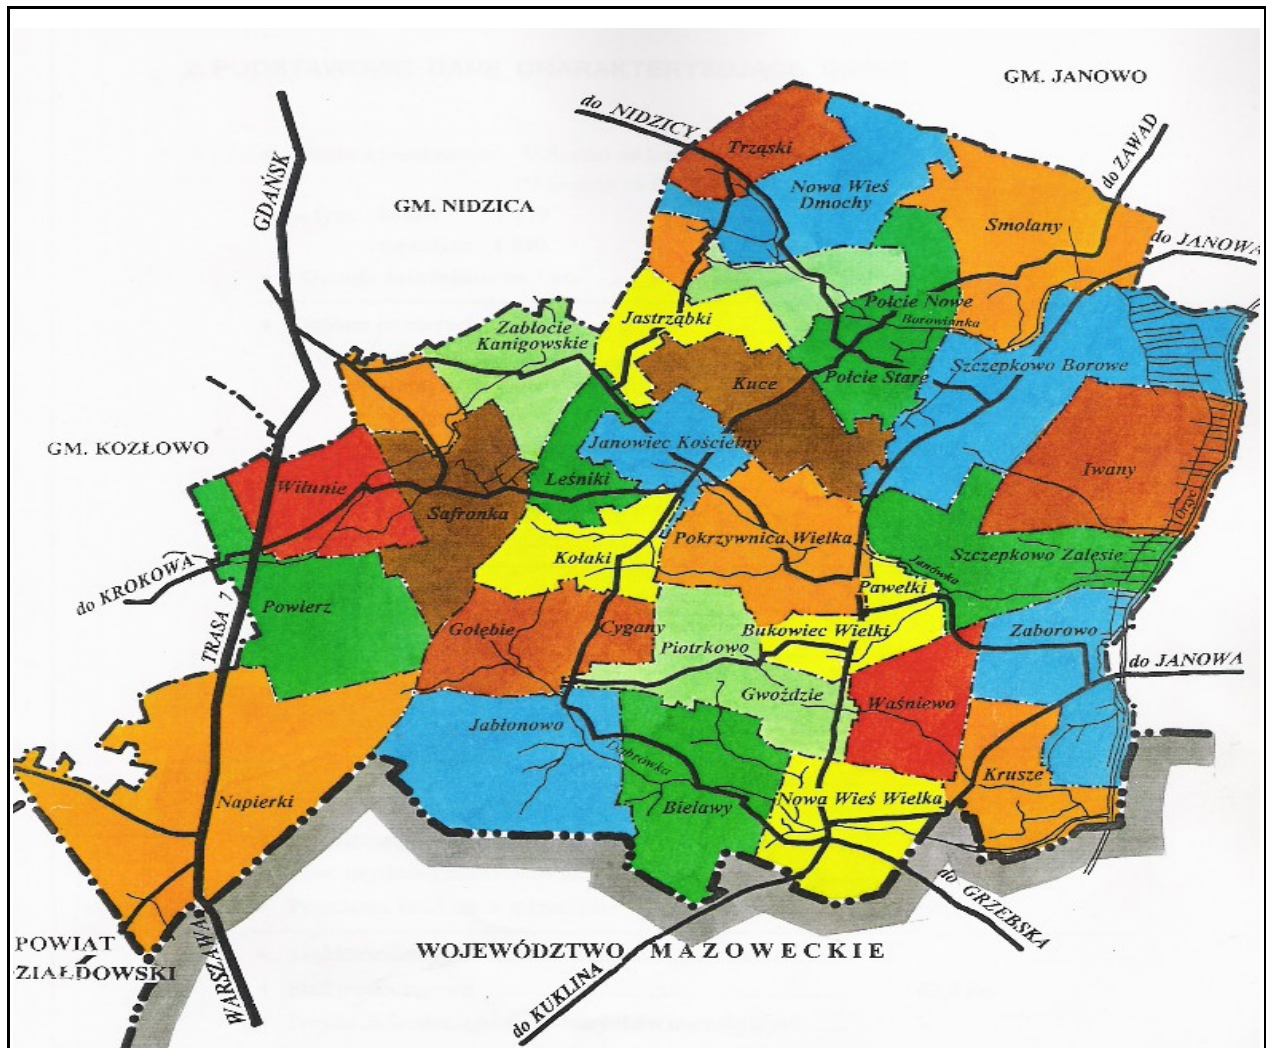 GM. JANOWO
do NIDZICY
do ZAWAD
Trząski
GDAŃSK
Nowa Wieś
Dmochy
GM. NIDZICA
Smolany
do JANOWA
Połcie Nowe
Borowianka
Jastrząbki
Zabłocie
Kanigowskie
Szczepkowo Borowe
Połcie Stare
Kuce
GM. KOZŁOWO
Janowiec Kościelny
Iwany
Leśniki
Wiłunie
Orzyc
Safronka
Pokrzywnica Wielka
Kołaki
Szczepkowo Zalesie
Janówka
do KROKOWA
Pawełki
Powierz
TRASA 7
Gołębie
Cygany
Bukowiec Wielki
Zaborowo
Piotrkowo
do JANOWA
Gwoździe
Waśniewo
Jabłonowo
Dąbrówka
Krusze
Napierki
Bielawy
Nowa Wieś Wielka
do GRZEBSKA
POWIAT
DZIAŁDOWSKI
WARSZAWA
WOJEWÓDZTWO MAZOWECKIE
do KUKLINA